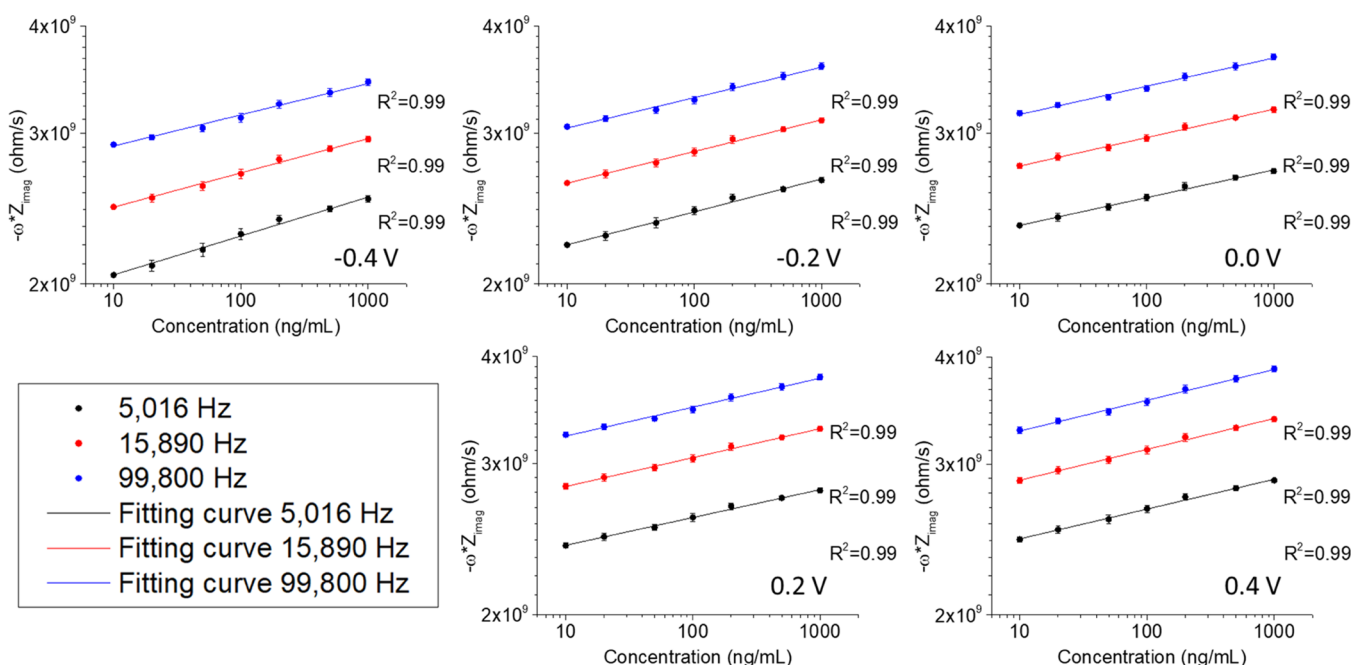 4x10⁹
3x10⁹
2x10⁹
-ω*Z_imag (ohm/s)
R²=0.99
R²=0.99
R²=0.99
-0.4 V
10 100 1000
Concentration (ng/mL)
4x10⁹
3x10⁹
2x10⁹
-ω*Z_imag (ohm/s)
R²=0.99
R²=0.99
R²=0.99
-0.2 V
10 100 1000
Concentration (ng/mL)
4x10⁹
3x10⁹
2x10⁹
-ω*Z_imag (ohm/s)
R²=0.99
R²=0.99
R²=0.99
0.0 V
10 100 1000
Concentration (ng/mL)
5,016 Hz
15,890 Hz
99,800 Hz
Fitting curve 5,016 Hz
Fitting curve 15,890 Hz
Fitting curve 99,800 Hz
4x10⁹
3x10⁹
2x10⁹
-ω*Z_imag (ohm/s)
R²=0.99
R²=0.99
R²=0.99
0.2 V
10 100 1000
Concentration (ng/mL)
4x10⁹
3x10⁹
2x10⁹
-ω*Z_imag (ohm/s)
R²=0.99
R²=0.99
R²=0.99
0.4 V
10 100 1000
Concentration (ng/mL)